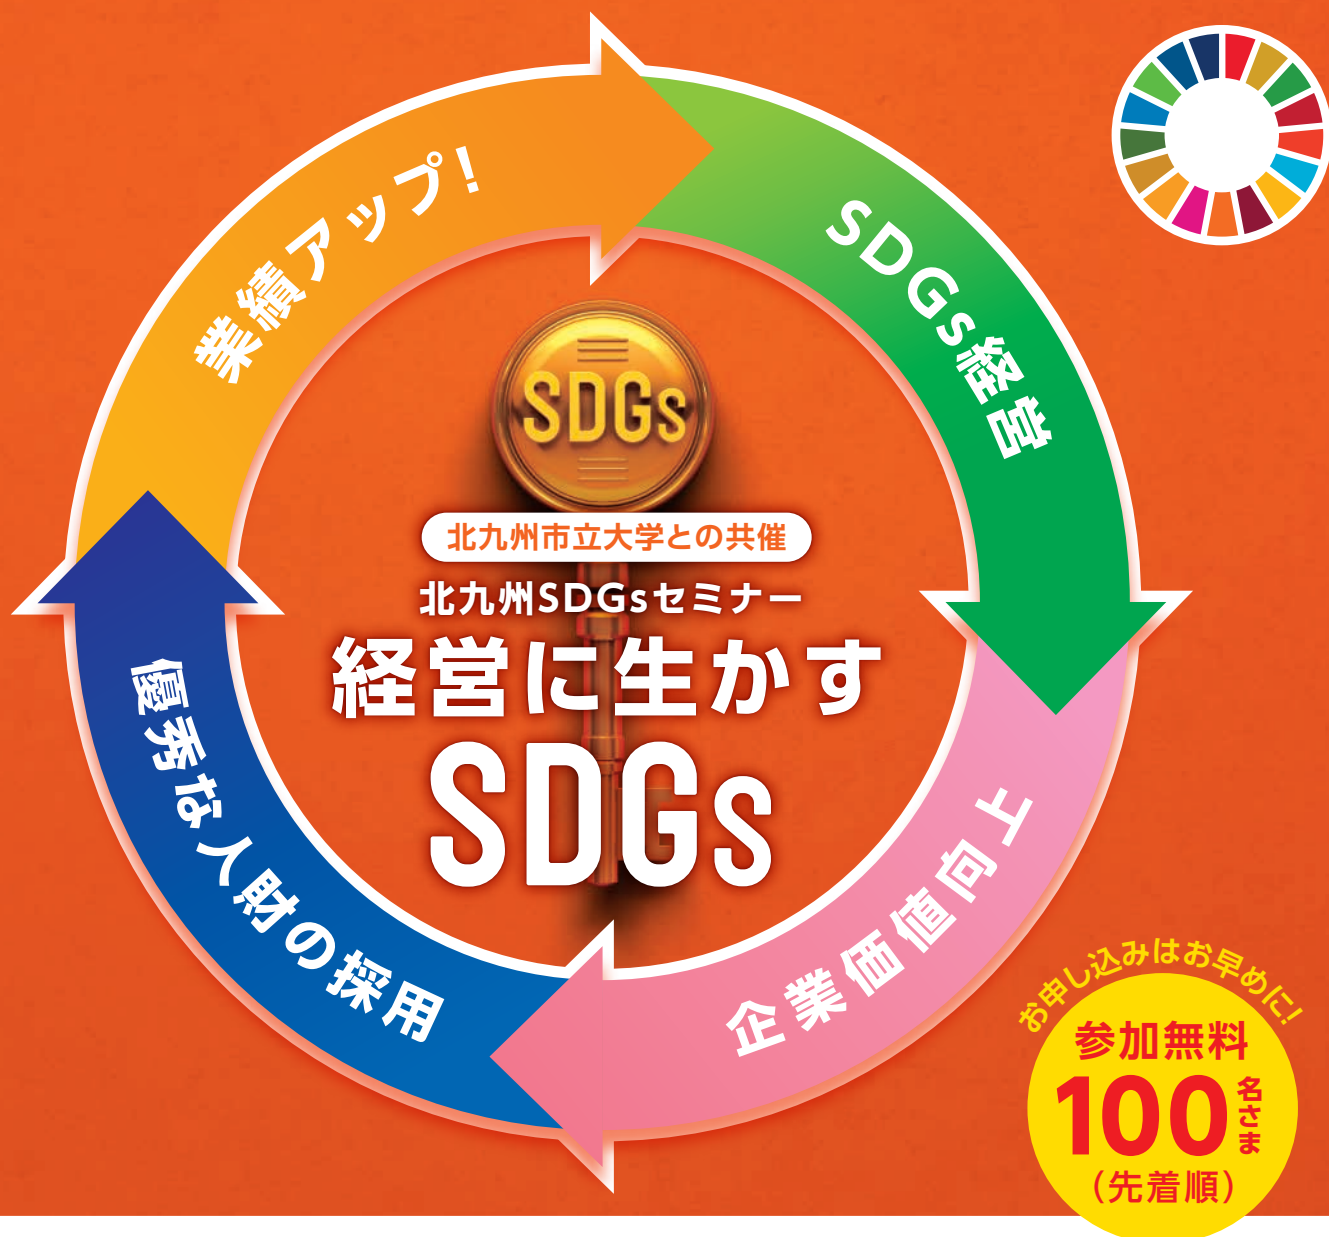 業績アップ!
SDGs経営
SDGs
北九州市立大学との共催
北九州SDGsセミナー
経営に生かす
SDGs
企業価値向上
優秀な人財の採用
お申し込みはお早めに!
参加無料
100名さま
(先着順)